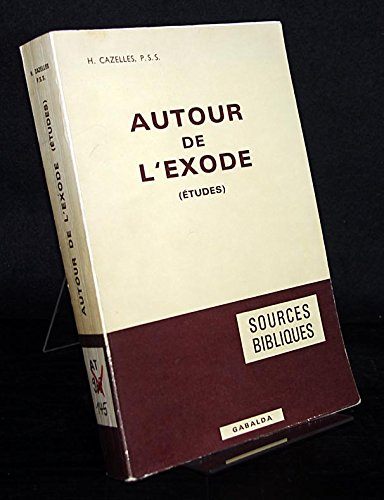 H. CAZELLES, P.S.S.
AUTOUR
DE
L'EXODE
(ÉTUDES)
SOURCES
BIBLIQUES
GABALDA
H. CAZELLES
P.S.S.
AUTOUR DE L'EXODE (ÉTUDES)